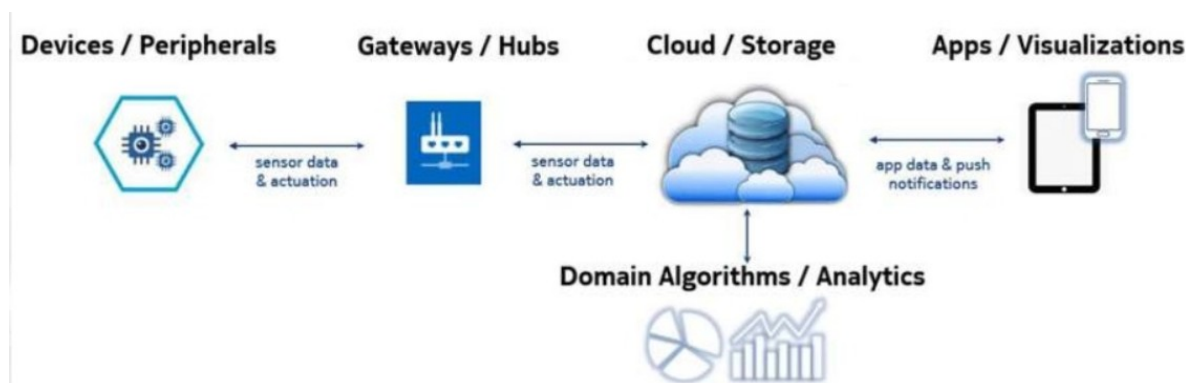 Devices / Peripherals
Gateways / Hubs
Cloud / Storage
Apps / Visualizations
sensor data
& actuation
sensor data
& actuation
app data & push
notifications
Domain Algorithms / Analytics